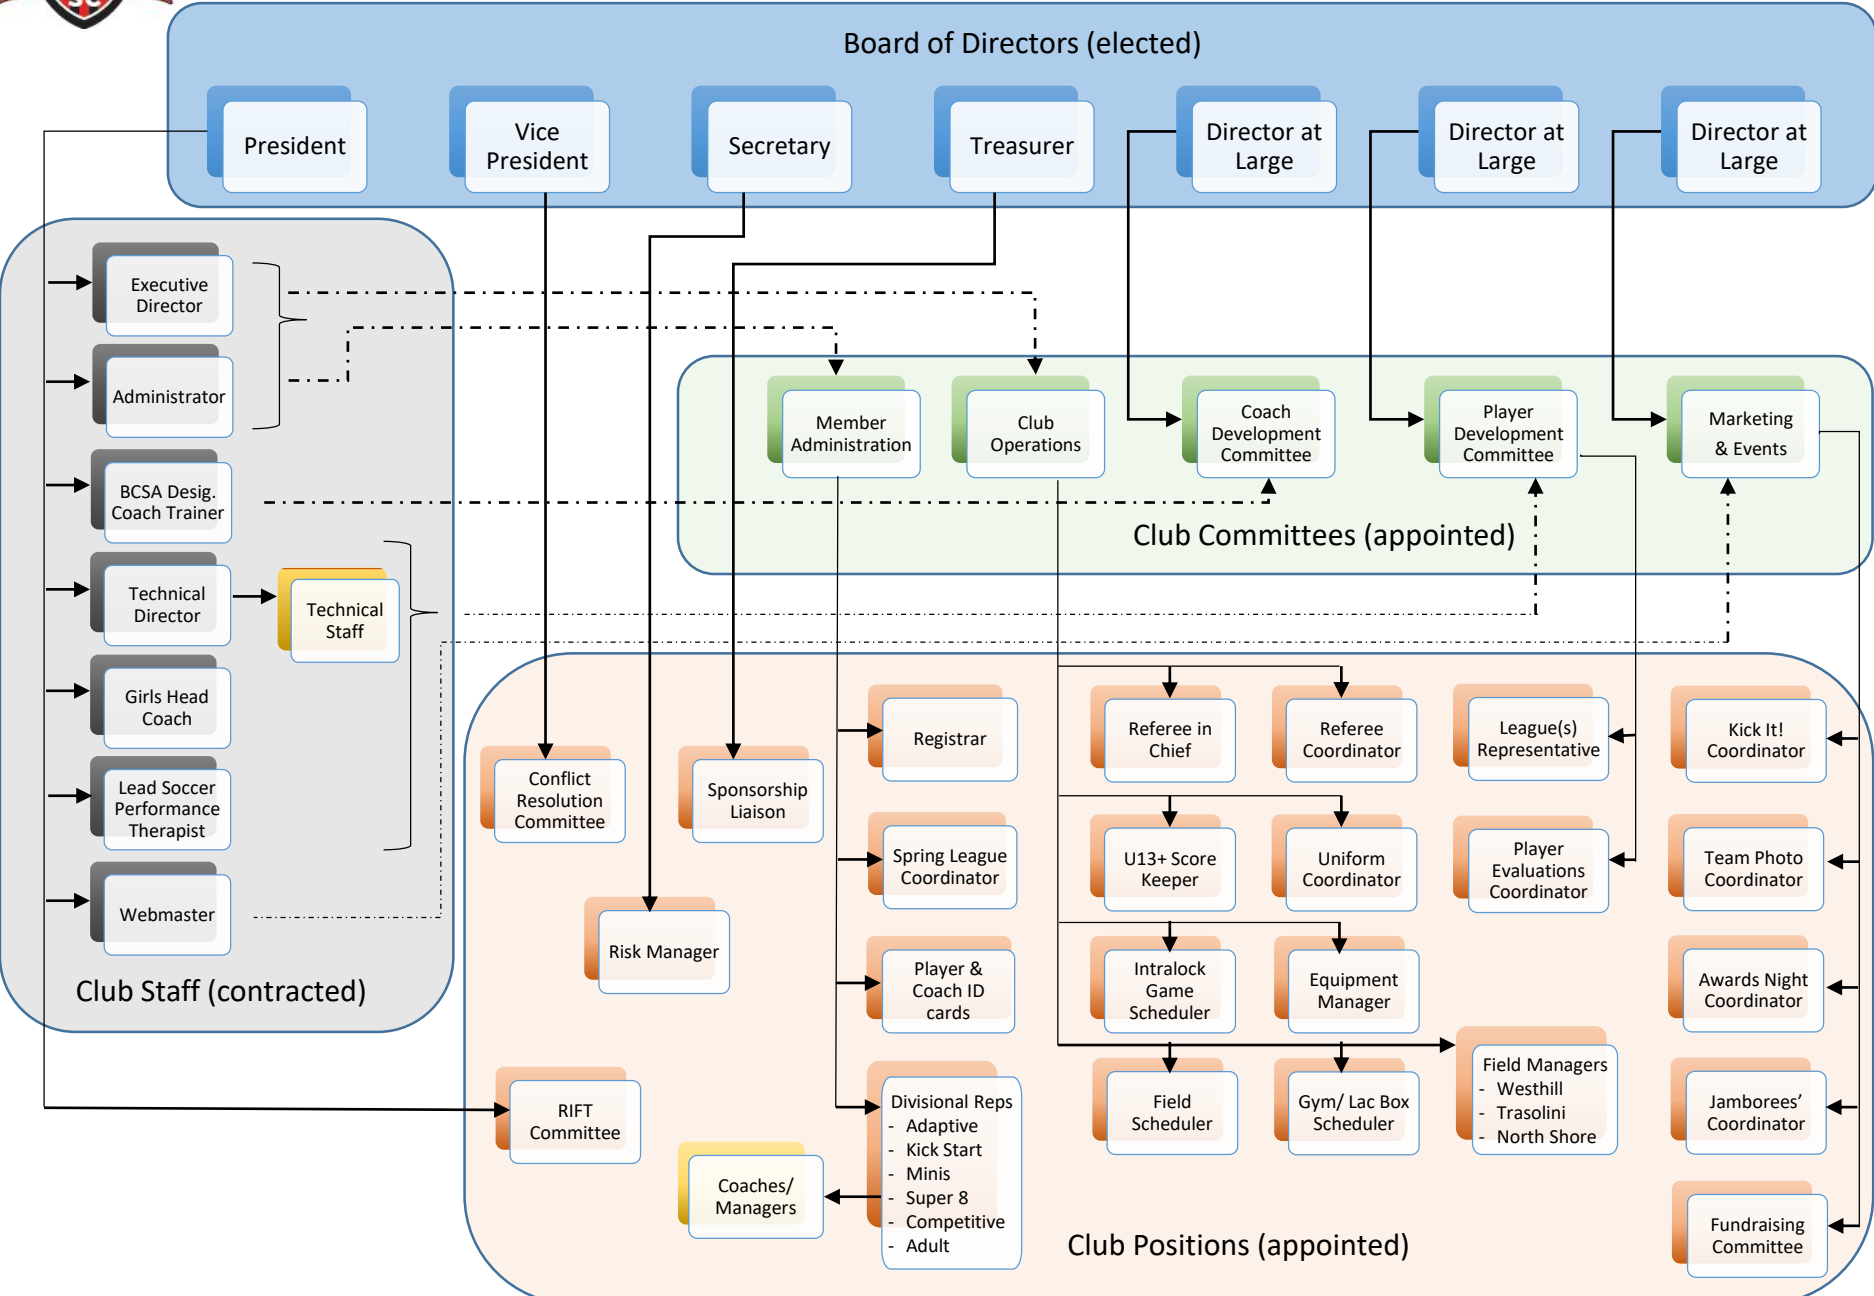 SC
Board of Directors (elected)
President
Vice
President
Secretary
Treasurer
Director at
Large
Director at
Large
Director at
Large
Executive
Director
Administrator
BCSA Desig.
Coach Trainer
Technical
Director
Technical
Staff
Girls Head
Coach
Lead Soccer
Performance
Therapist
Webmaster
Club Staff (contracted)
Member
Administration
Club
Operations
Coach
Development
Committee
Player
Development
Committee
Marketing
& Events
Club Committees (appointed)
Conflict
Resolution
Committee
Sponsorship
Liaison
Risk Manager
RIFT
Committee
Registrar
Spring League
Coordinator
Player &
Coach ID
cards
Divisional Reps
- Adaptive
- Kick Start
- Minis
- Super 8
- Competitive
- Adult
Coaches/
Managers
Referee in
Chief
Referee
Coordinator
League(s)
Representative
Kick It!
Coordinator
U13+ Score
Keeper
Uniform
Coordinator
Player
Evaluations
Coordinator
Team Photo
Coordinator
Intralock
Game
Scheduler
Equipment
Manager
Awards Night
Coordinator
Field
Scheduler
Gym/ Lac Box
Scheduler
Field Managers
- Westhill
- Trasolini
- North Shore
Jamborees’
Coordinator
Fundraising
Committee
Club Positions (appointed)